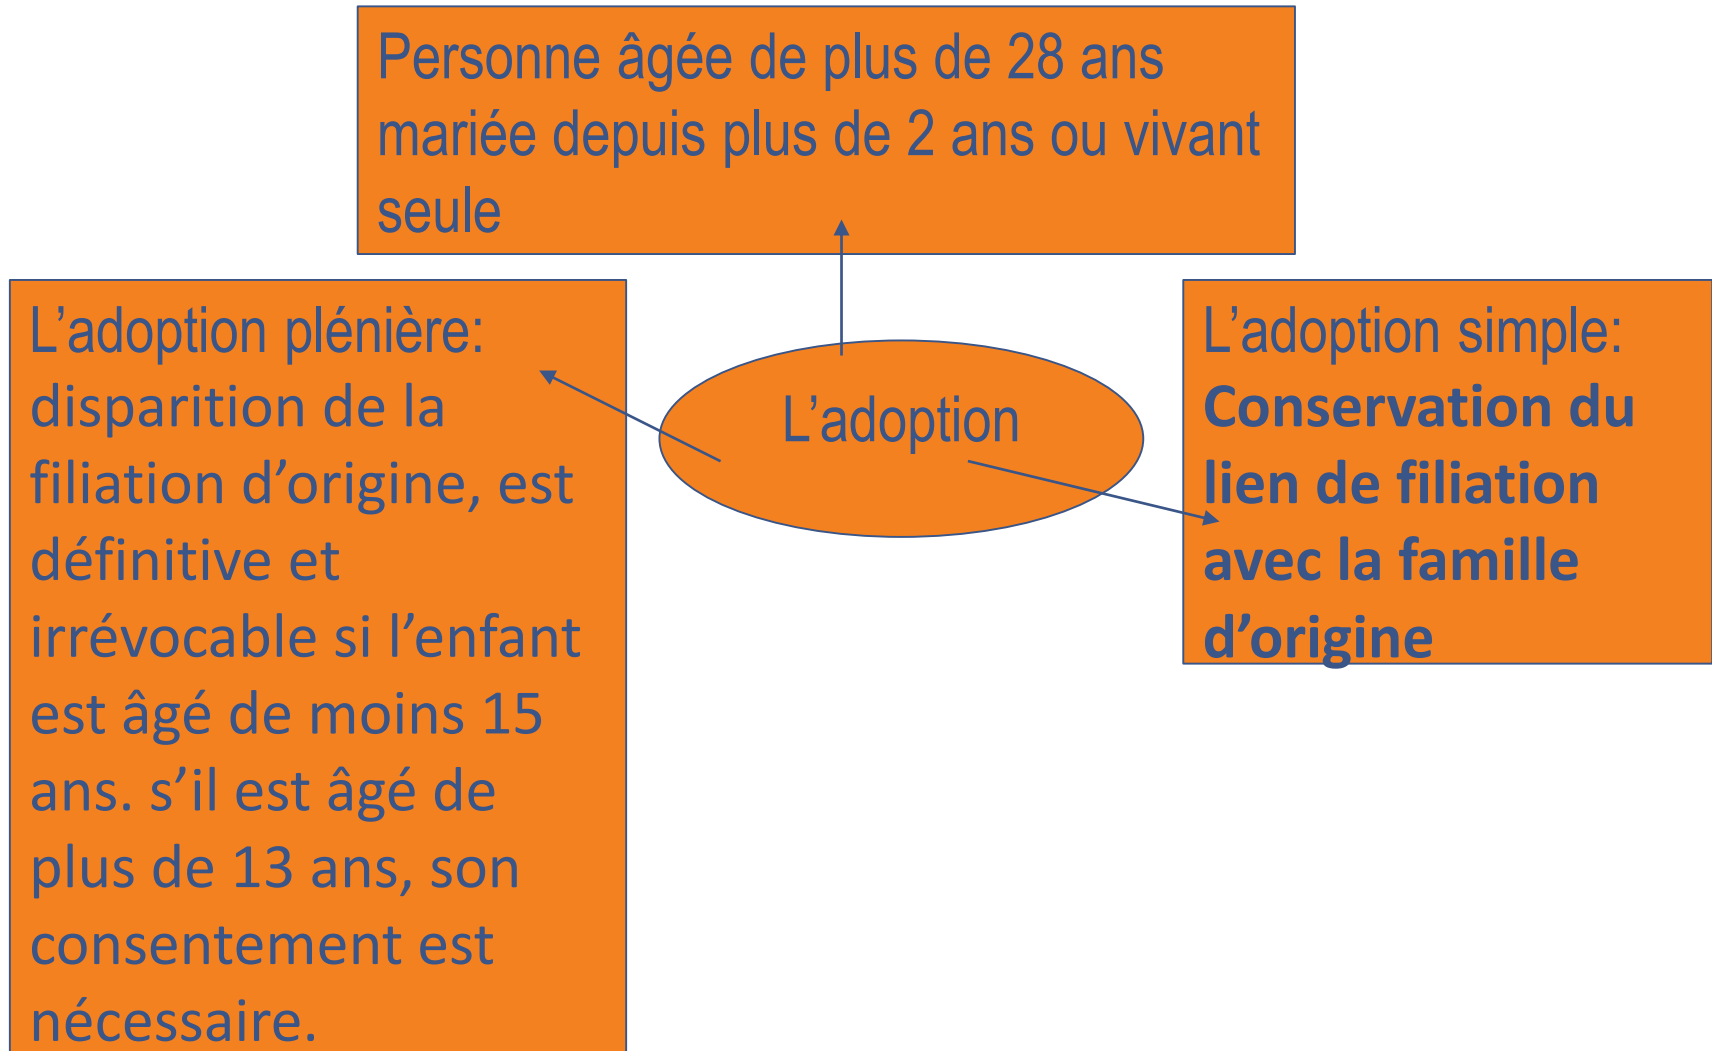 Personne âgée de plus de 28 ans
mariée depuis plus de 2 ans ou vivant
seule
L’adoption plénière:
disparition de la
filiation d’origine, est
définitive et
irrévocable si l’enfant
est âgé de moins 15
ans. s’il est âgé de
plus de 13 ans, son
consentement est
nécessaire.
L’adoption
L’adoption simple:
Conservation du
lien de filiation
avec la famille
d’origine